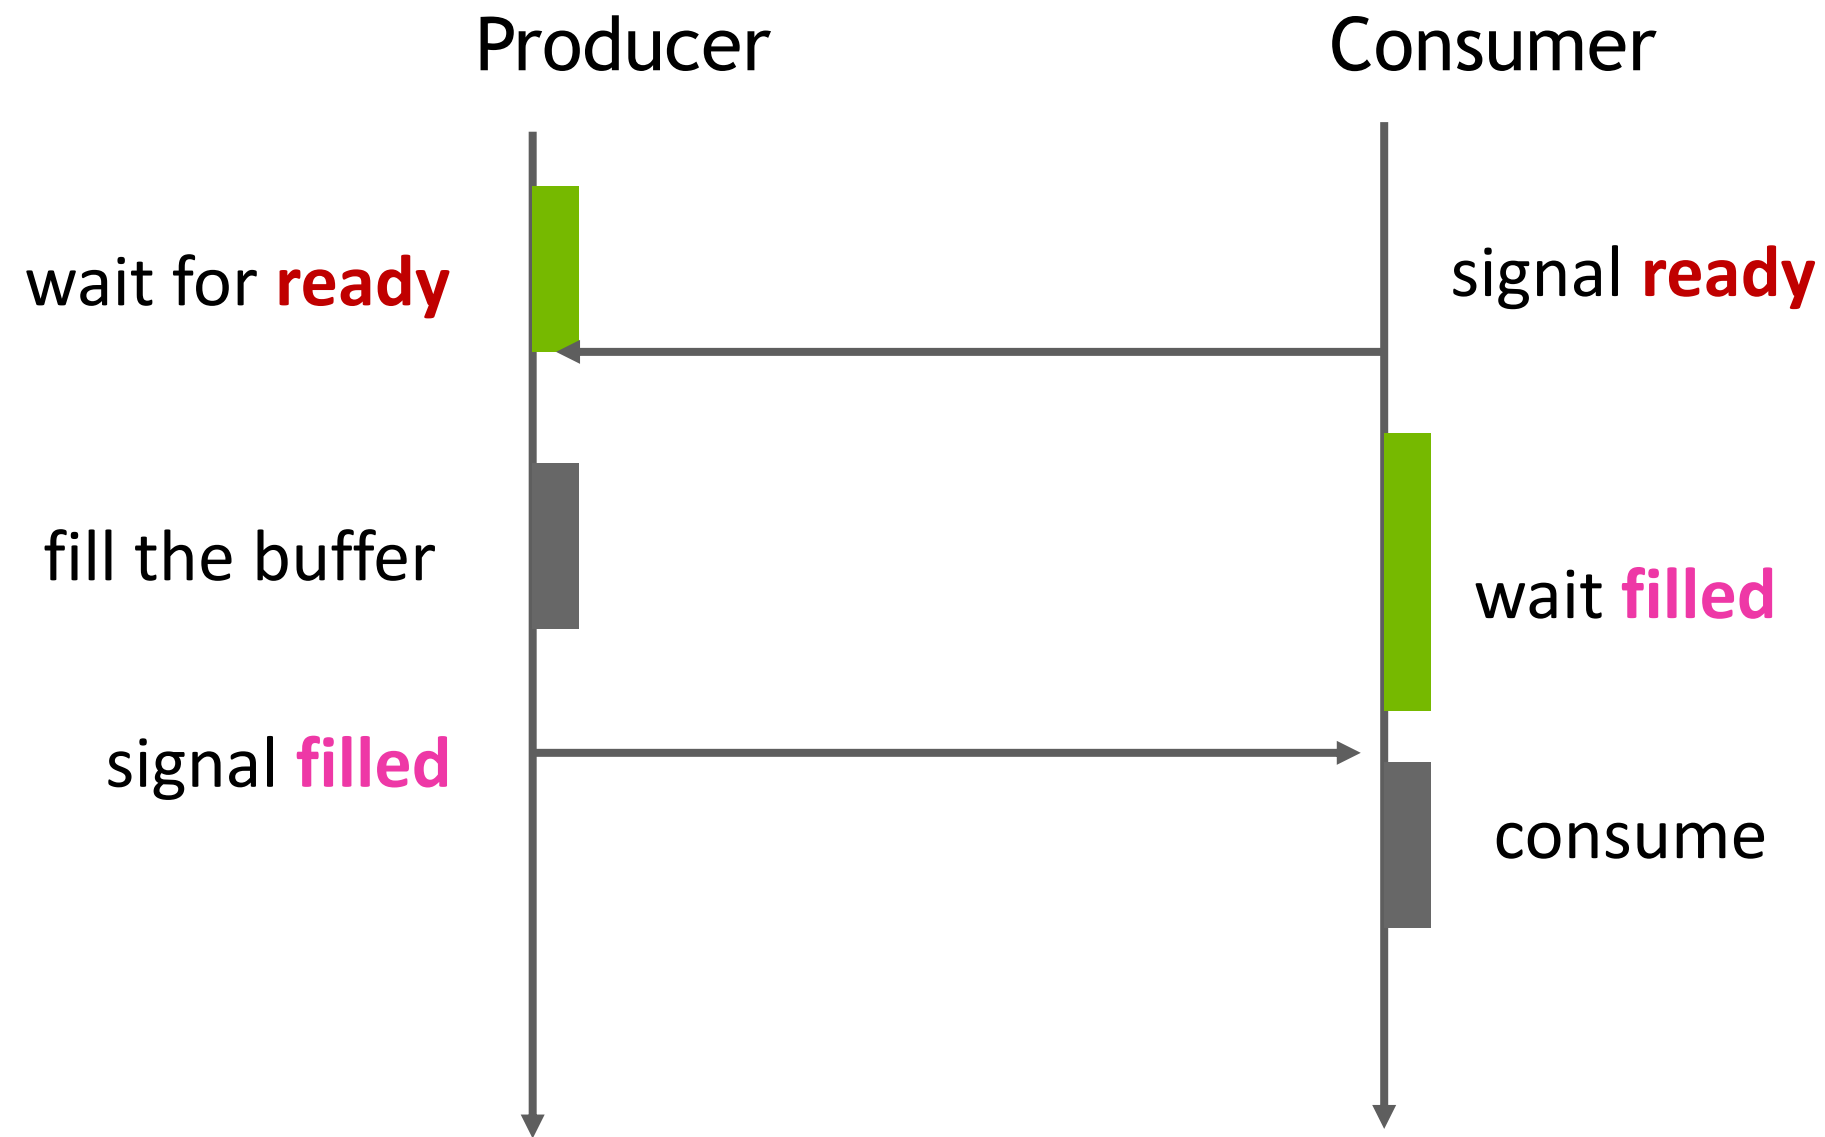 Producer
Consumer
wait for ready
signal ready
fill the buffer
wait filled
signal filled
consume